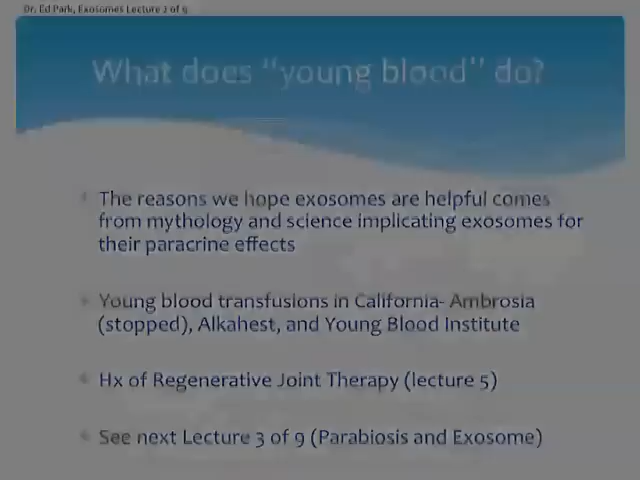 Dr. Ed Park, Exosomes Lecture 2 of 9
What does "young blood" do?
The reasons we hope exosomes are helpful comes
from mythology and science implicating exosomes for
their paracrine effects
Young blood transfusions in California- Ambrosia
(stopped), Alkahest, and Young Blood Institute
Hx of Regenerative Joint Therapy (lecture 5)
See next Lecture 3 of 9 (Parabiosis and Exosome)